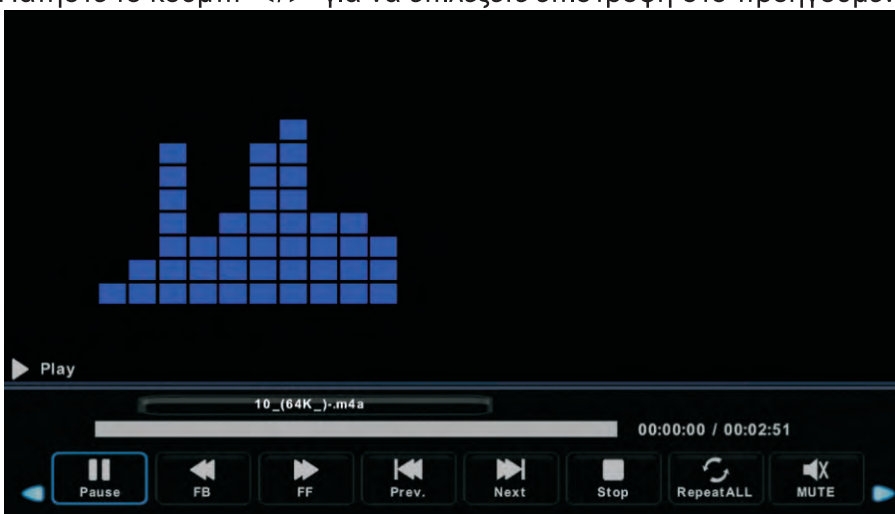 Play
10_(64K_)-.m4a
00:00:00 / 00:02:51
Pause FB FF Prev. Next Stop RepeatALL MUTE